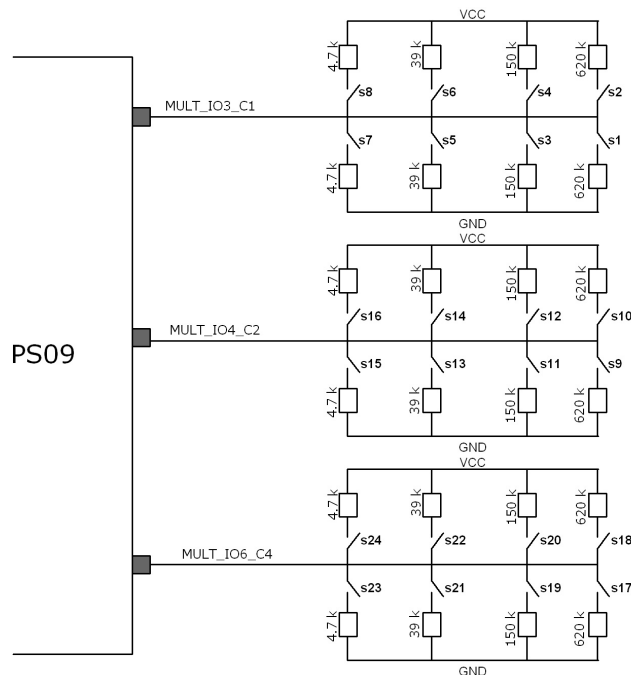 VCC
4.7 k
39 k
150 k
620 k
s8
s6
s4
s2
MULT_IO3_C1
s7
s5
s3
s1
4.7 k
39 k
150 k
620 k
GND
VCC
4.7 k
39 k
150 k
620 k
s16
s14
s12
s10
MULT_IO4_C2
PS09
s15
s13
s11
s9
4.7 k
39 k
150 k
620 k
GND
VCC
4.7 k
39 k
150 k
620 k
s24
s22
s20
s18
MULT_IO6_C4
s23
s21
s19
s17
4.7 k
39 k
150 k
620 k
GND